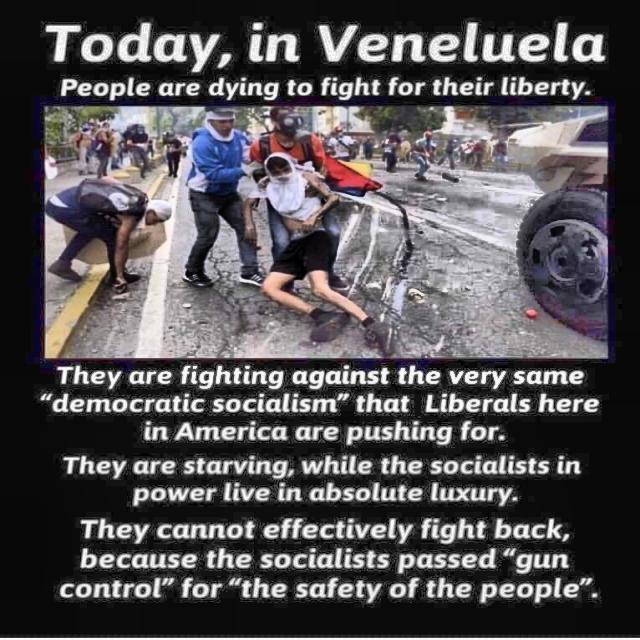 Today, in Veneluela
People are dying to fight for their liberty.
They are fighting against the very same
“democratic socialism” that Liberals here
in America are pushing for.
They are starving, while the socialists in
power live in absolute luxury.
They cannot effectively fight back,
because the socialists passed “gun
control” for “the safety of the people”.